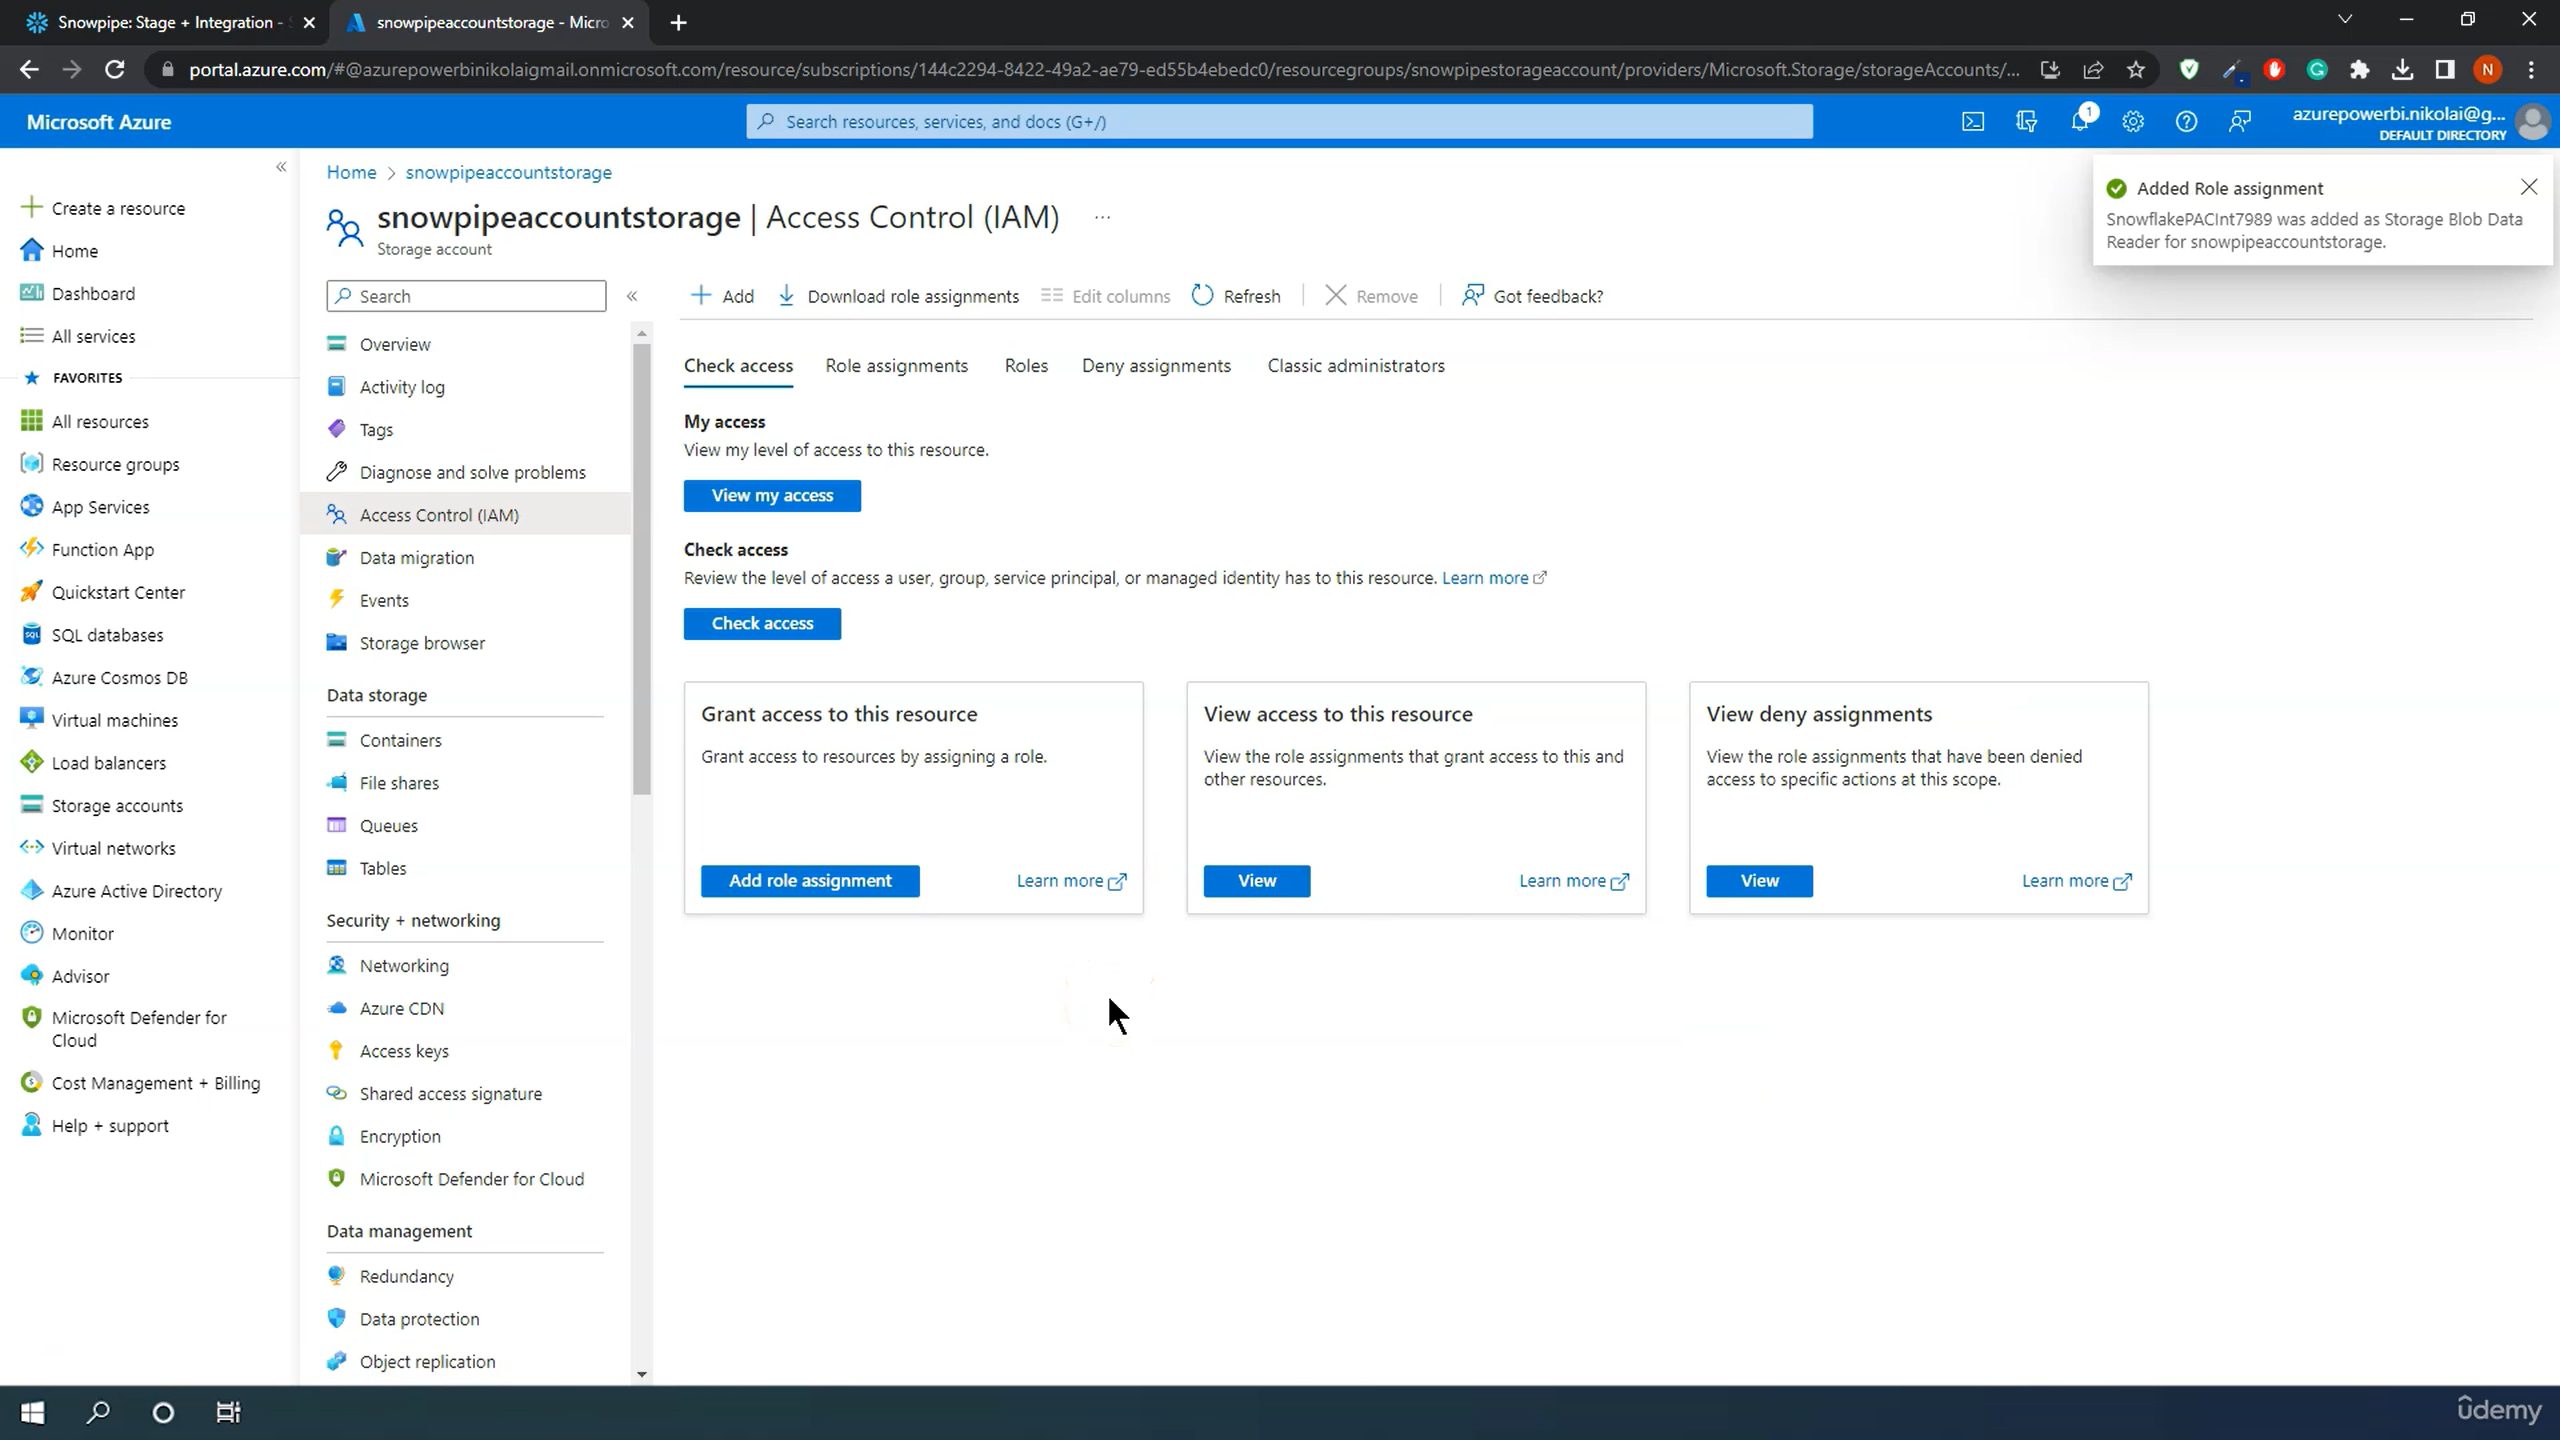 Snowpipe: Stage + Integration -
snowpipeaccountstorage - Micro
portal.azure.com/#@azurepowerbinikolaigmail.onmicrosoft.com/resource/subscriptions/144c2294-8422-49a2-ae79-ed55b4ebedc0/resourcegroups/snowpipestorageaccount/providers/Microsoft.Storage/storageAccounts/...
N
Microsoft Azure
Search resources, services, and docs (G+/)
1
azurepowerbi.nikolai@g...
DEFAULT DIRECTORY
Added Role assignment
SnowflakePACInt7989 was added as Storage Blob Data
Reader for snowpipeaccountstorage.
Create a resource
Home
Dashboard
All services
FAVORITES
All resources
Resource groups
App Services
Function App
Quickstart Center
SQL databases
Azure Cosmos DB
Virtual machines
Load balancers
Storage accounts
Virtual networks
Azure Active Directory
Monitor
Advisor
Microsoft Defender for
Cloud
Cost Management + Billing
Help + support
Home > snowpipeaccountstorage
snowpipeaccountstorage | Access Control (IAM) ...
Storage account
Search
Overview
Activity log
Tags
Diagnose and solve problems
Access Control (IAM)
Data migration
Events
Storage browser
Data storage
Containers
File shares
Queues
Tables
Security + networking
Networking
Azure CDN
Access keys
Shared access signature
Encryption
Microsoft Defender for Cloud
Data management
Redundancy
Data protection
Object replication
Add
Download role assignments
Edit columns
Refresh
Remove
Got feedback?
Check access
Role assignments
Roles
Deny assignments
Classic administrators
My access
View my level of access to this resource.
View my access
Check access
Review the level of access a user, group, service principal, or managed identity has to this resource. Learn more
Check access
Grant access to this resource
Grant access to resources by assigning a role.
Add role assignment
Learn more
View access to this resource
View the role assignments that grant access to this and
other resources.
View
Learn more
View deny assignments
View the role assignments that have been denied
access to specific actions at this scope.
View
Learn more
ûdemy